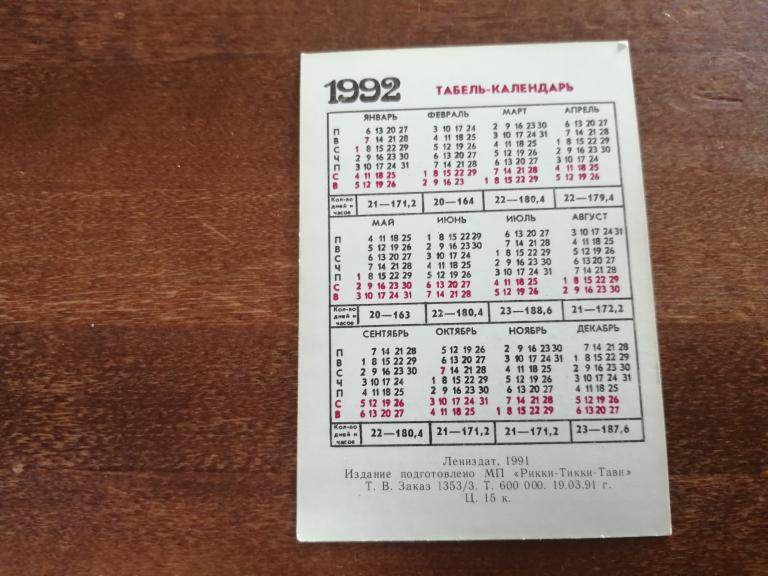 1992 ТАБЕЛЬ-КАЛЕНДАРЬ
ЯНВАРЬ ФЕВРАЛЬ МАРТ АПРЕЛЬ
П 6 13 20 27 3 10 17 24 2 9 16 23 30 6 13 20 27
В 7 14 21 28 4 11 18 25 3 10 17 24 31 7 14 21 28
С 1 8 15 22 29 5 12 19 26 4 11 18 25 1 8 15 22 29
Ч 2 9 16 23 30 6 13 20 27 5 12 19 26 2 9 16 23 30
П 3 10 17 24 31 7 14 21 28 6 13 20 27 3 10 17 24
С 4 11 18 25 1 8 15 22 29 7 14 21 28 4 11 18 25
В 5 12 19 26 2 9 16 23 1 8 15 22 29 5 12 19 26
Кол-во дней и часов 21—171,2 20—164 22—180,4 22—179,4
МАЙ ИЮНЬ ИЮЛЬ АВГУСТ
П 4 11 18 25 1 8 15 22 29 6 13 20 27 3 10 17 24 31
В 5 12 19 26 2 9 16 23 30 7 14 21 28 4 11 18 25
С 6 13 20 27 3 10 17 24 1 8 15 22 29 5 12 19 26
Ч 7 14 21 28 4 11 18 25 2 9 16 23 30 6 13 20 27
П 1 8 15 22 29 5 12 19 26 3 10 17 24 31 7 14 21 28
С 2 9 16 23 30 6 13 20 27 4 11 18 25 1 8 15 22 29
В 3 10 17 24 31 7 14 21 28 5 12 19 26 2 9 16 23 30
Кол-во дней и часов 20—163 22—180,4 23—188,6 21—172,2
СЕНТЯБРЬ ОКТЯБРЬ НОЯБРЬ ДЕКАБРЬ
П 7 14 21 28 5 12 19 26 2 9 16 23 30 7 14 21 28
В 1 8 15 22 29 6 13 20 27 3 10 17 24 31 1 8 15 22 29
С 2 9 16 23 30 7 14 21 28 4 11 18 25 2 9 16 23 30
Ч 3 10 17 24 1 8 15 22 29 5 12 19 26 3 10 17 24 31
П 4 11 18 25 2 9 16 23 30 6 13 20 27 4 11 18 25
С 5 12 19 26 3 10 17 24 31 7 14 21 28 5 12 19 26
В 6 13 20 27 4 11 18 25 1 8 15 22 29 6 13 20 27
Кол-во дней и часов 22—180,4 21—171,2 21—171,2 23—187,6
Лениздат, 1991
Издание подготовлено МП «Рикки-Тикки-Тави»
Т. В. Заказ 1353/3. Т. 600 000. 19.03.91 г.
Ц. 15 к.